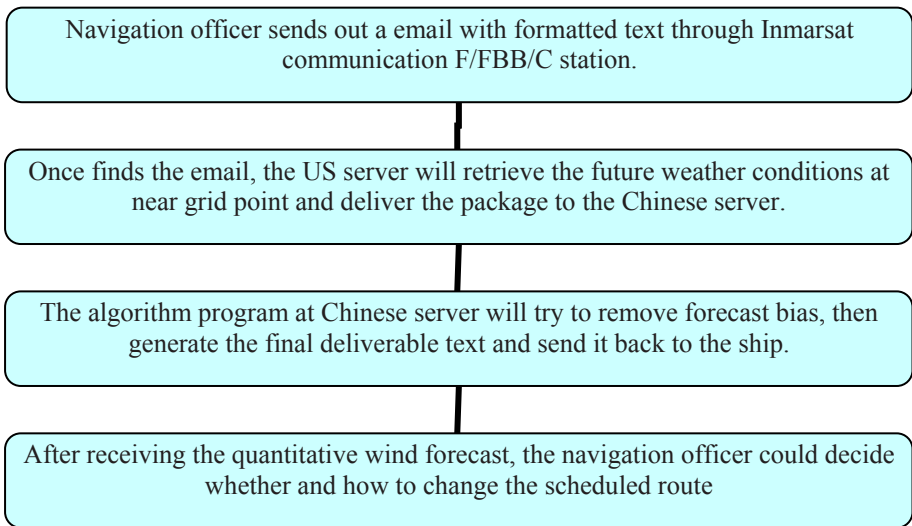 Navigation officer sends out a email with formatted text through Inmarsat
communication F/FBB/C station.
Once finds the email, the US server will retrieve the future weather conditions at
near grid point and deliver the package to the Chinese server.
The algorithm program at Chinese server will try to remove forecast bias, then
generate the final deliverable text and send it back to the ship.
After receiving the quantitative wind forecast, the navigation officer could decide
whether and how to change the scheduled route